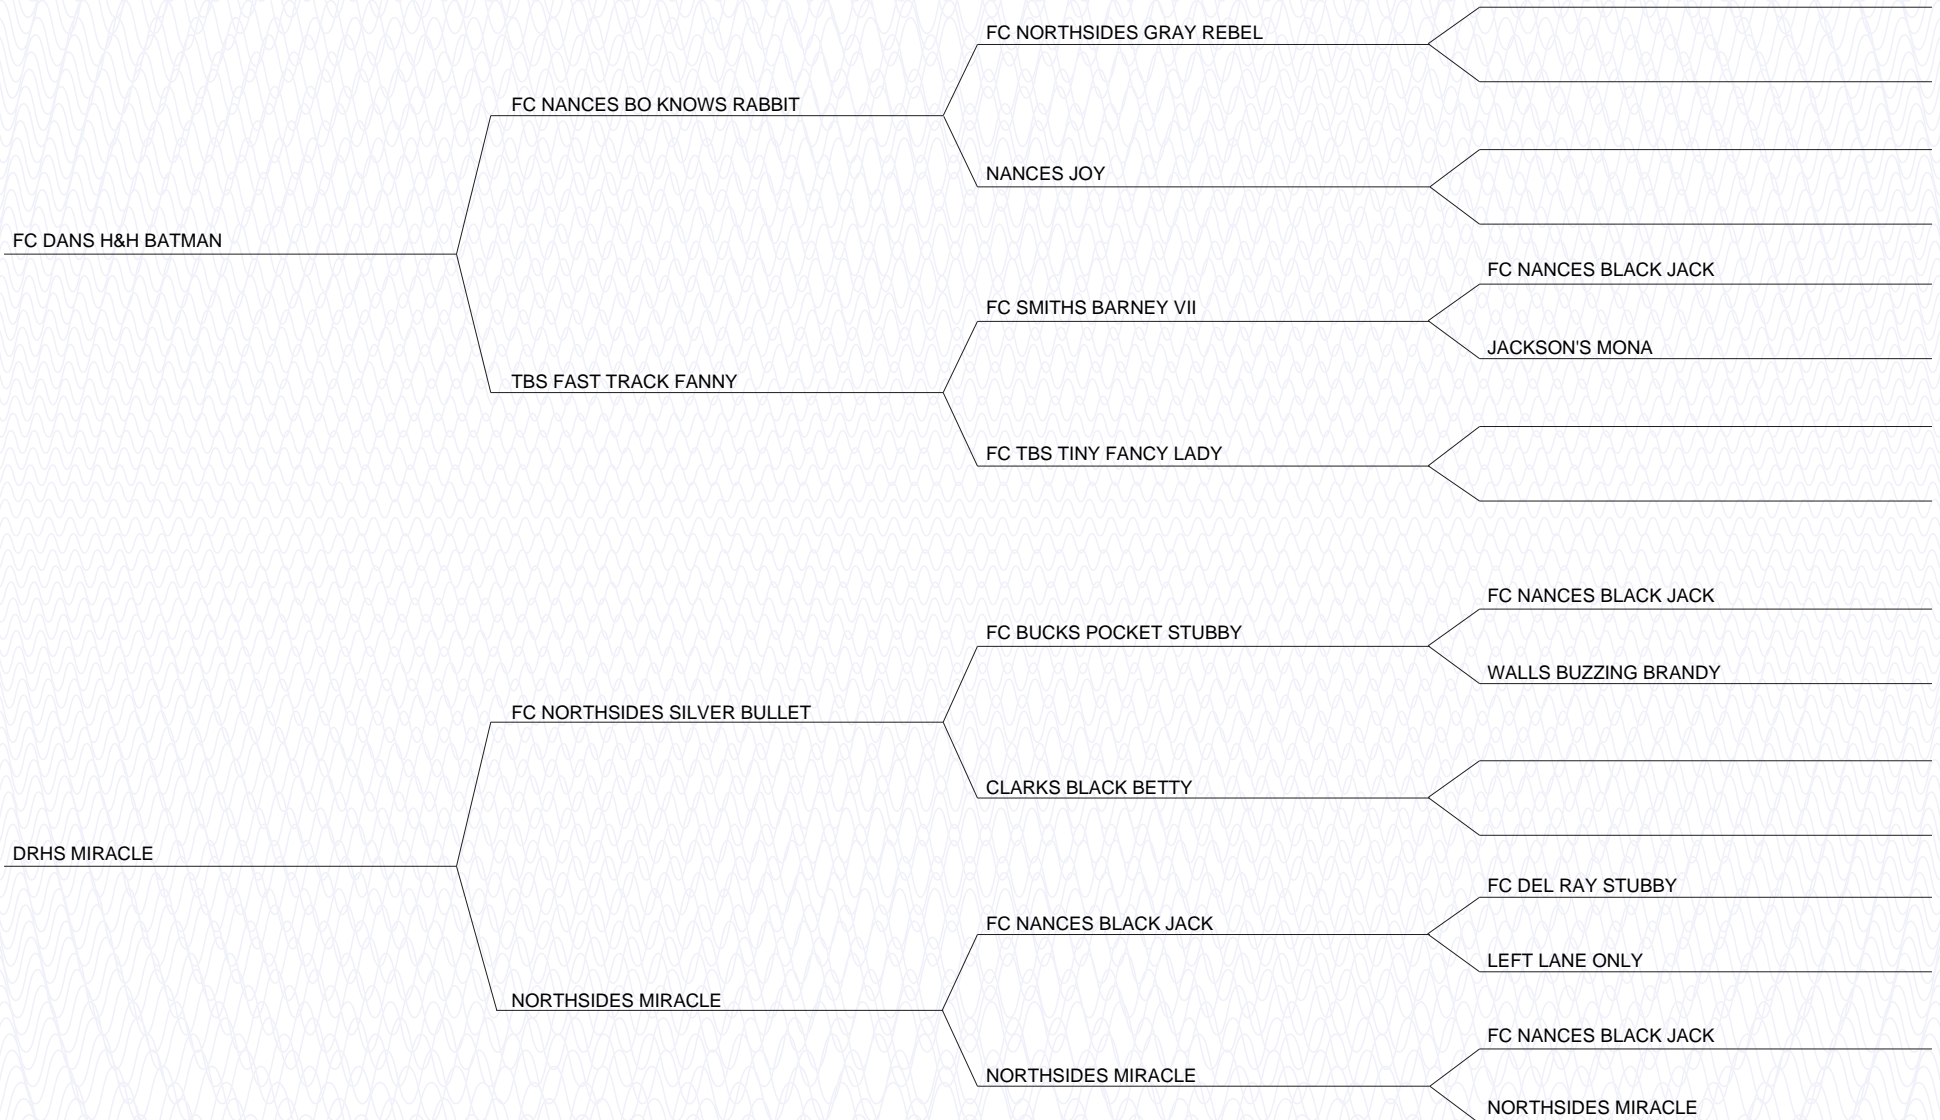 FC NORTHSIDES GRAY REBEL
FC NANCES BO KNOWS RABBIT
NANCES JOY
FC DANS H&H BATMAN
FC NANCES BLACK JACK
FC SMITHS BARNEY VII
JACKSON'S MONA
TBS FAST TRACK FANNY
FC TBS TINY FANCY LADY
FC NANCES BLACK JACK
FC BUCKS POCKET STUBBY
WALLS BUZZING BRANDY
FC NORTHSIDES SILVER BULLET
CLARKS BLACK BETTY
DRHS MIRACLE
FC DEL RAY STUBBY
FC NANCES BLACK JACK
LEFT LANE ONLY
NORTHSIDES MIRACLE
FC NANCES BLACK JACK
NORTHSIDES MIRACLE
NORTHSIDES MIRACLE